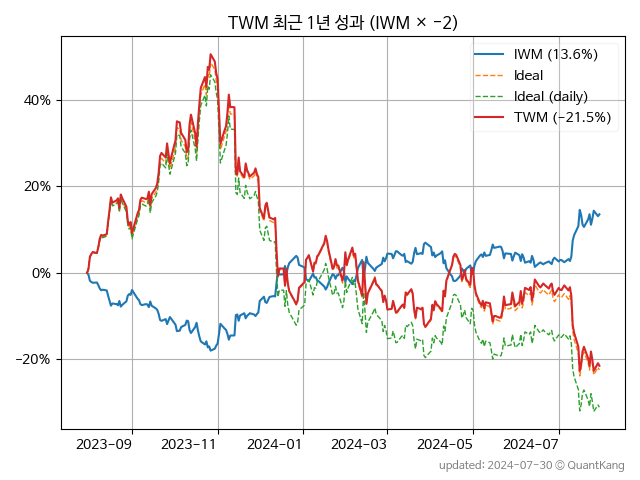 TWM 최근 1년 성과 (IWM × −2)
IWM (13.6%)
Ideal
Ideal (daily)
TWM (−21.5%)
40%
20%
0%
−20%
2023−09 2023−11 2024−01 2024−03 2024−05 2024−07
updated: 2024−07−30 © QuantKang